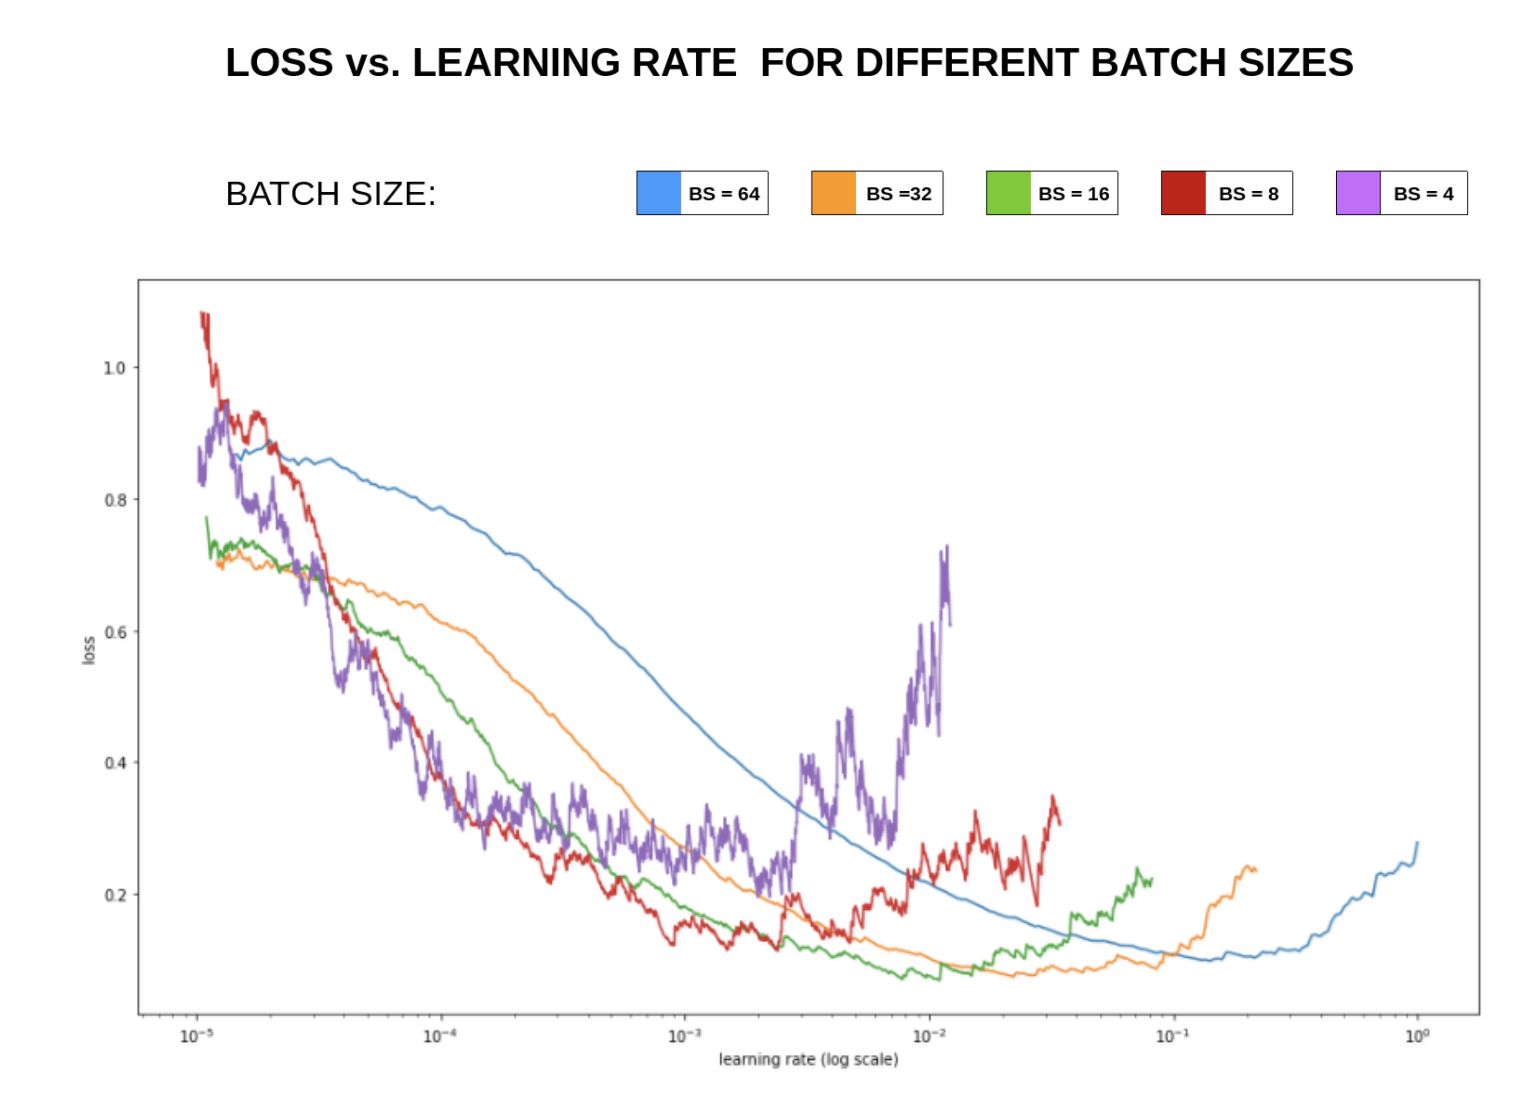 LOSS vs. LEARNING RATE  FOR DIFFERENT BATCH SIZES
BATCH SIZE:
BS = 64
BS =32
BS = 16
BS = 8
BS = 4
1.0
0.8
0.6
0.4
0.2
loss
10⁻⁵
10⁻⁴
10⁻³
10⁻²
10⁻¹
10⁰
learning rate (log scale)